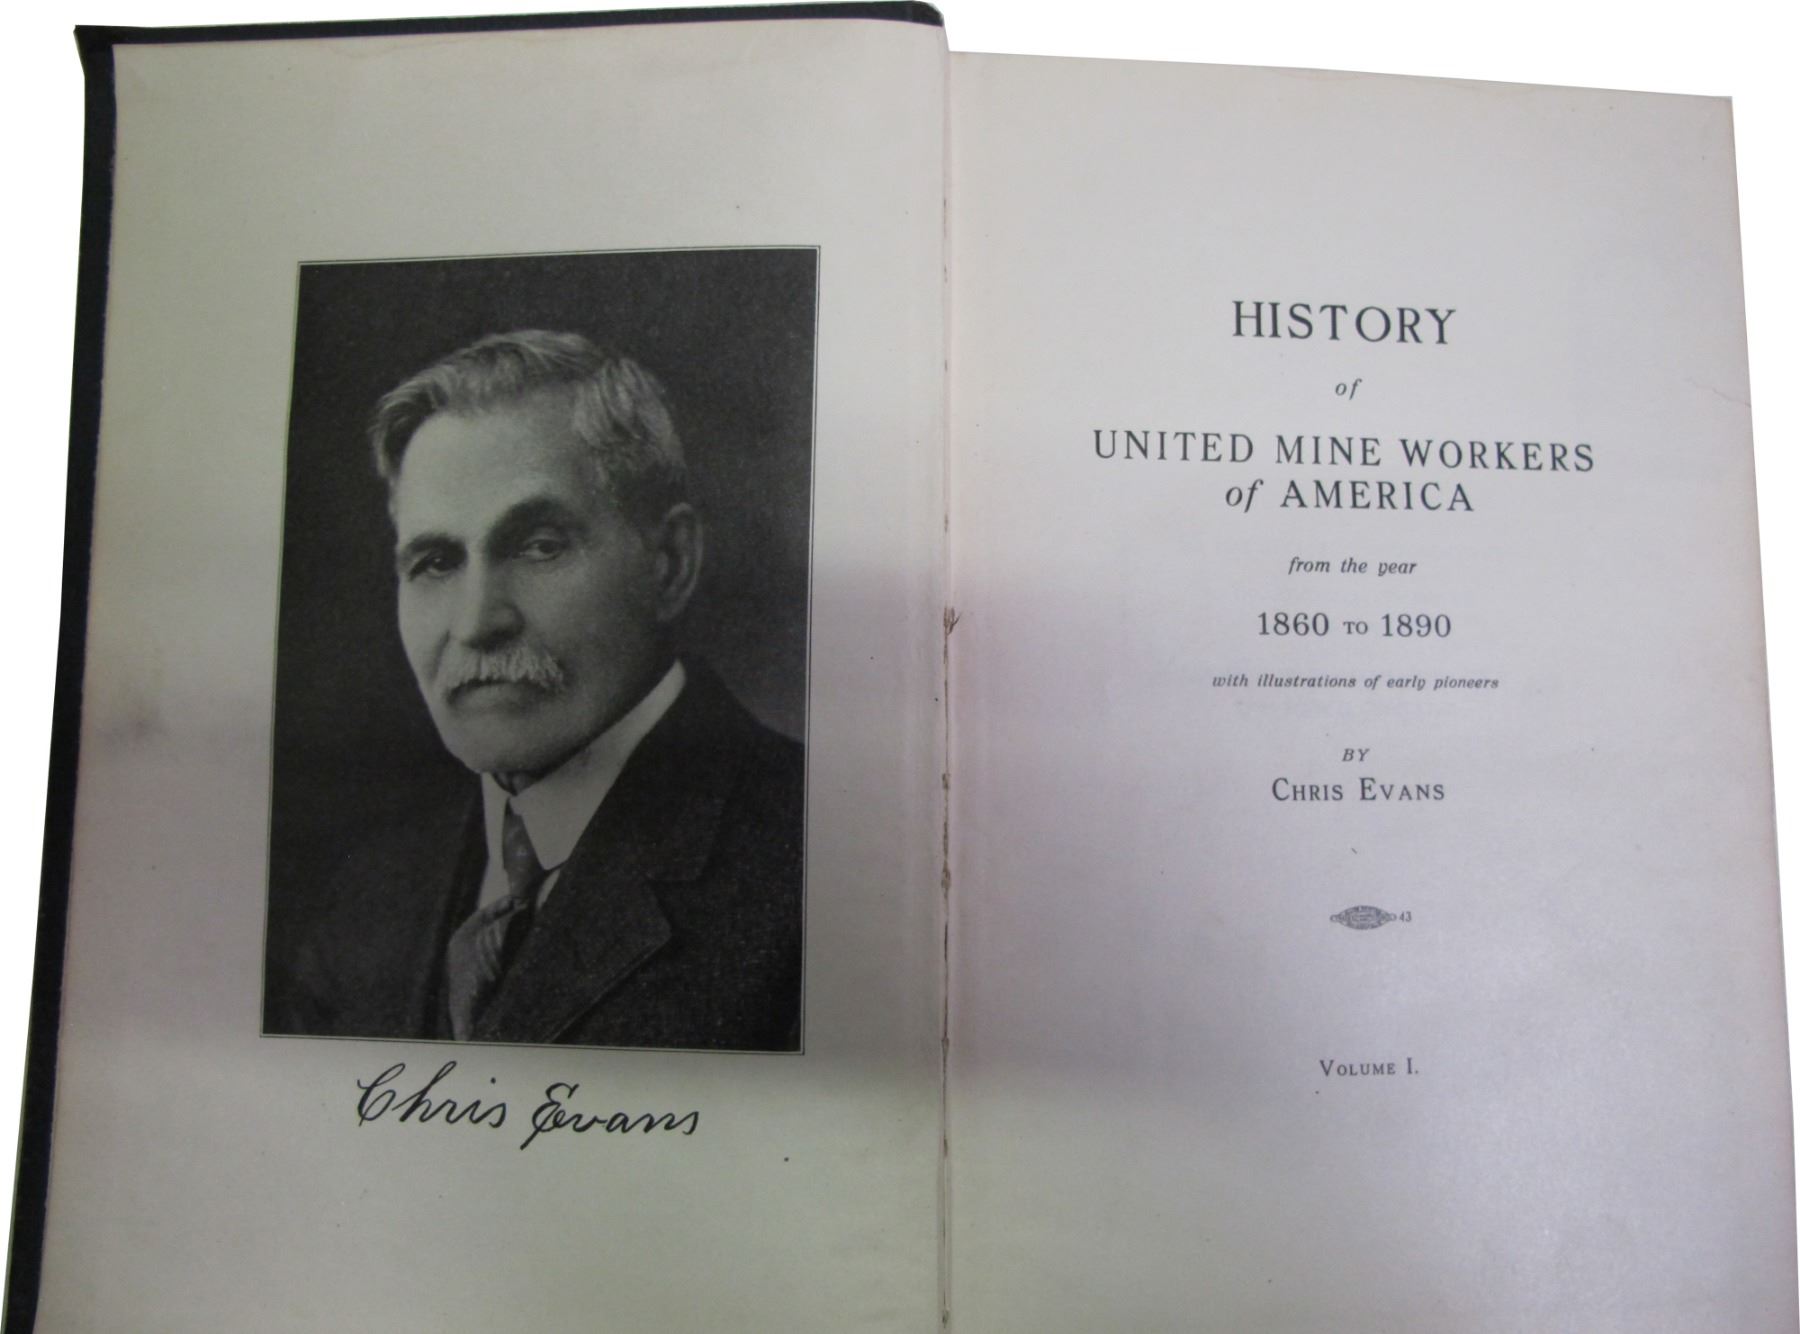 Chris Evans
HISTORY
of
UNITED MINE WORKERS
of AMERICA
from the year
1860 TO 1890
with illustrations of early pioneers
BY
CHRIS EVANS
43
VOLUME I.